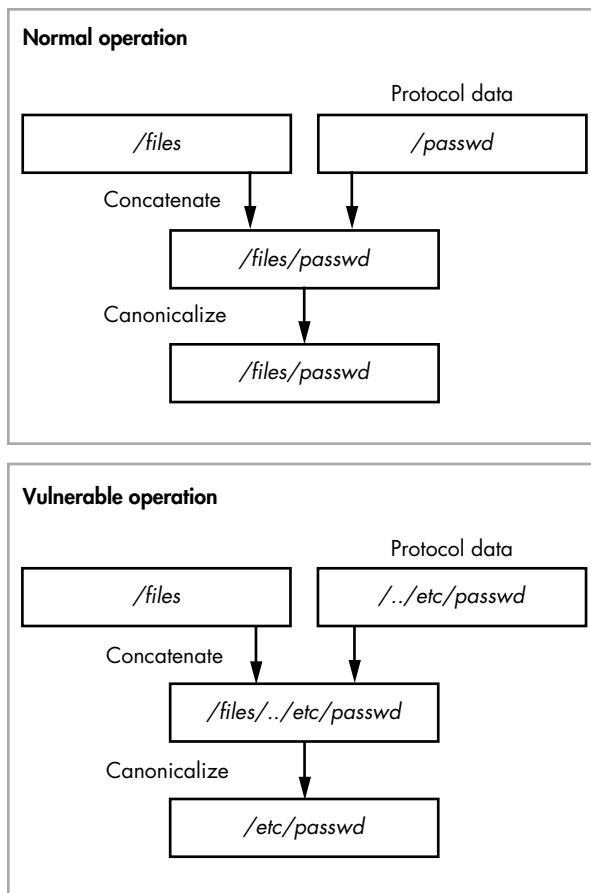 Normal operation
Protocol data
/files
/passwd
Concatenate
/files/passwd
Canonicalize
/files/passwd
Vulnerable operation
Protocol data
/files
/../etc/passwd
Concatenate
/files/../etc/passwd
Canonicalize
/etc/passwd